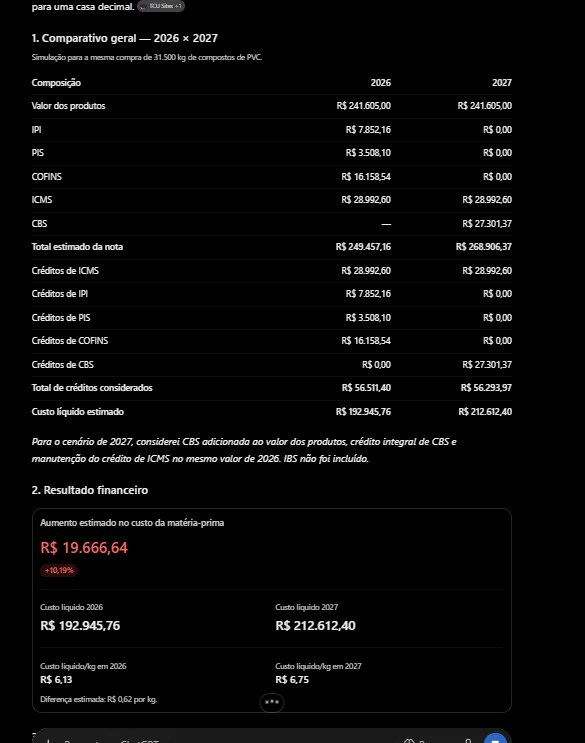 para uma casa decimal. TCU Sites +1
1. Comparativo geral — 2026 × 2027
Simulação para a mesma compra de 31.500 kg de compostos de PVC.
Composição 2026 2027
Valor dos produtos R$ 241.605,00 R$ 241.605,00
IPI R$ 7.852,16 R$ 0,00
PIS R$ 3.508,10 R$ 0,00
COFINS R$ 16.158,54 R$ 0,00
ICMS R$ 28.992,60 R$ 28.992,60
CBS — R$ 27.301,37
Total estimado da nota R$ 249.457,16 R$ 268.906,37
Créditos de ICMS R$ 28.992,60 R$ 28.992,60
Créditos de IPI R$ 7.852,16 R$ 0,00
Créditos de PIS R$ 3.508,10 R$ 0,00
Créditos de COFINS R$ 16.158,54 R$ 0,00
Créditos de CBS R$ 0,00 R$ 27.301,37
Total de créditos considerados R$ 56.511,40 R$ 56.293,97
Custo líquido estimado R$ 192.945,76 R$ 212.612,40
Para o cenário de 2027, considerei CBS adicionada ao valor dos produtos, crédito integral de CBS e
manutenção do crédito de ICMS no mesmo valor de 2026. IBS não foi incluído.
2. Resultado financeiro
Aumento estimado no custo da matéria-prima
R$ 19.666,64
+10,19%
Custo líquido 2026 Custo líquido 2027
R$ 192.945,76 R$ 212.612,40
Custo líquido/kg em 2026 Custo líquido/kg em 2027
R$ 6,13 R$ 6,75
Diferença estimada: R$ 0,62 por kg.